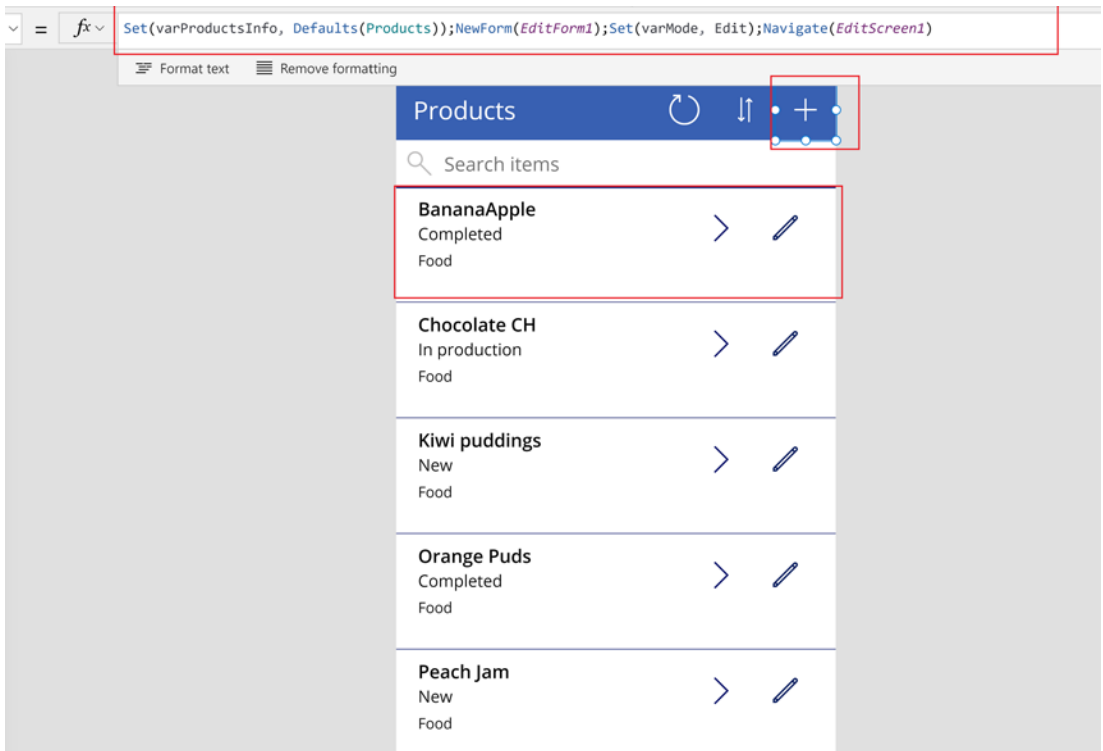 = fx Set(varProductsInfo, Defaults(Products));NewForm(EditForm1);Set(varMode, Edit);Navigate(EditScreen1)
Format text Remove formatting
Products
Search items
BananaApple
Completed
Food
Chocolate CH
In production
Food
Kiwi puddings
New
Food
Orange Puds
Completed
Food
Peach Jam
New
Food